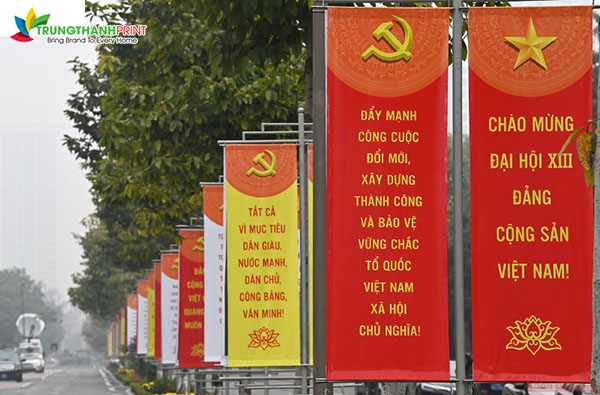 TRUNGTHANHPRINT
Bring Brand To Every Home
TẤT CẢ
VÌ MỤC TIÊU
DÂN GIÀU,
NƯỚC MẠNH,
DÂN CHỦ,
CÔNG BẰNG,
VĂN MINH!
ĐẨY MẠNH
CÔNG CUỘC
ĐỔI MỚI,
XÂY DỰNG
THÀNH CÔNG
VÀ BẢO VỆ
VỮNG CHẮC
TỔ QUỐC
VIỆT NAM
XÃ HỘI
CHỦ NGHĨA!
CHÀO MỪNG
ĐẠI HỘI XIII
ĐẢNG
CỘNG SẢN
VIỆT NAM!